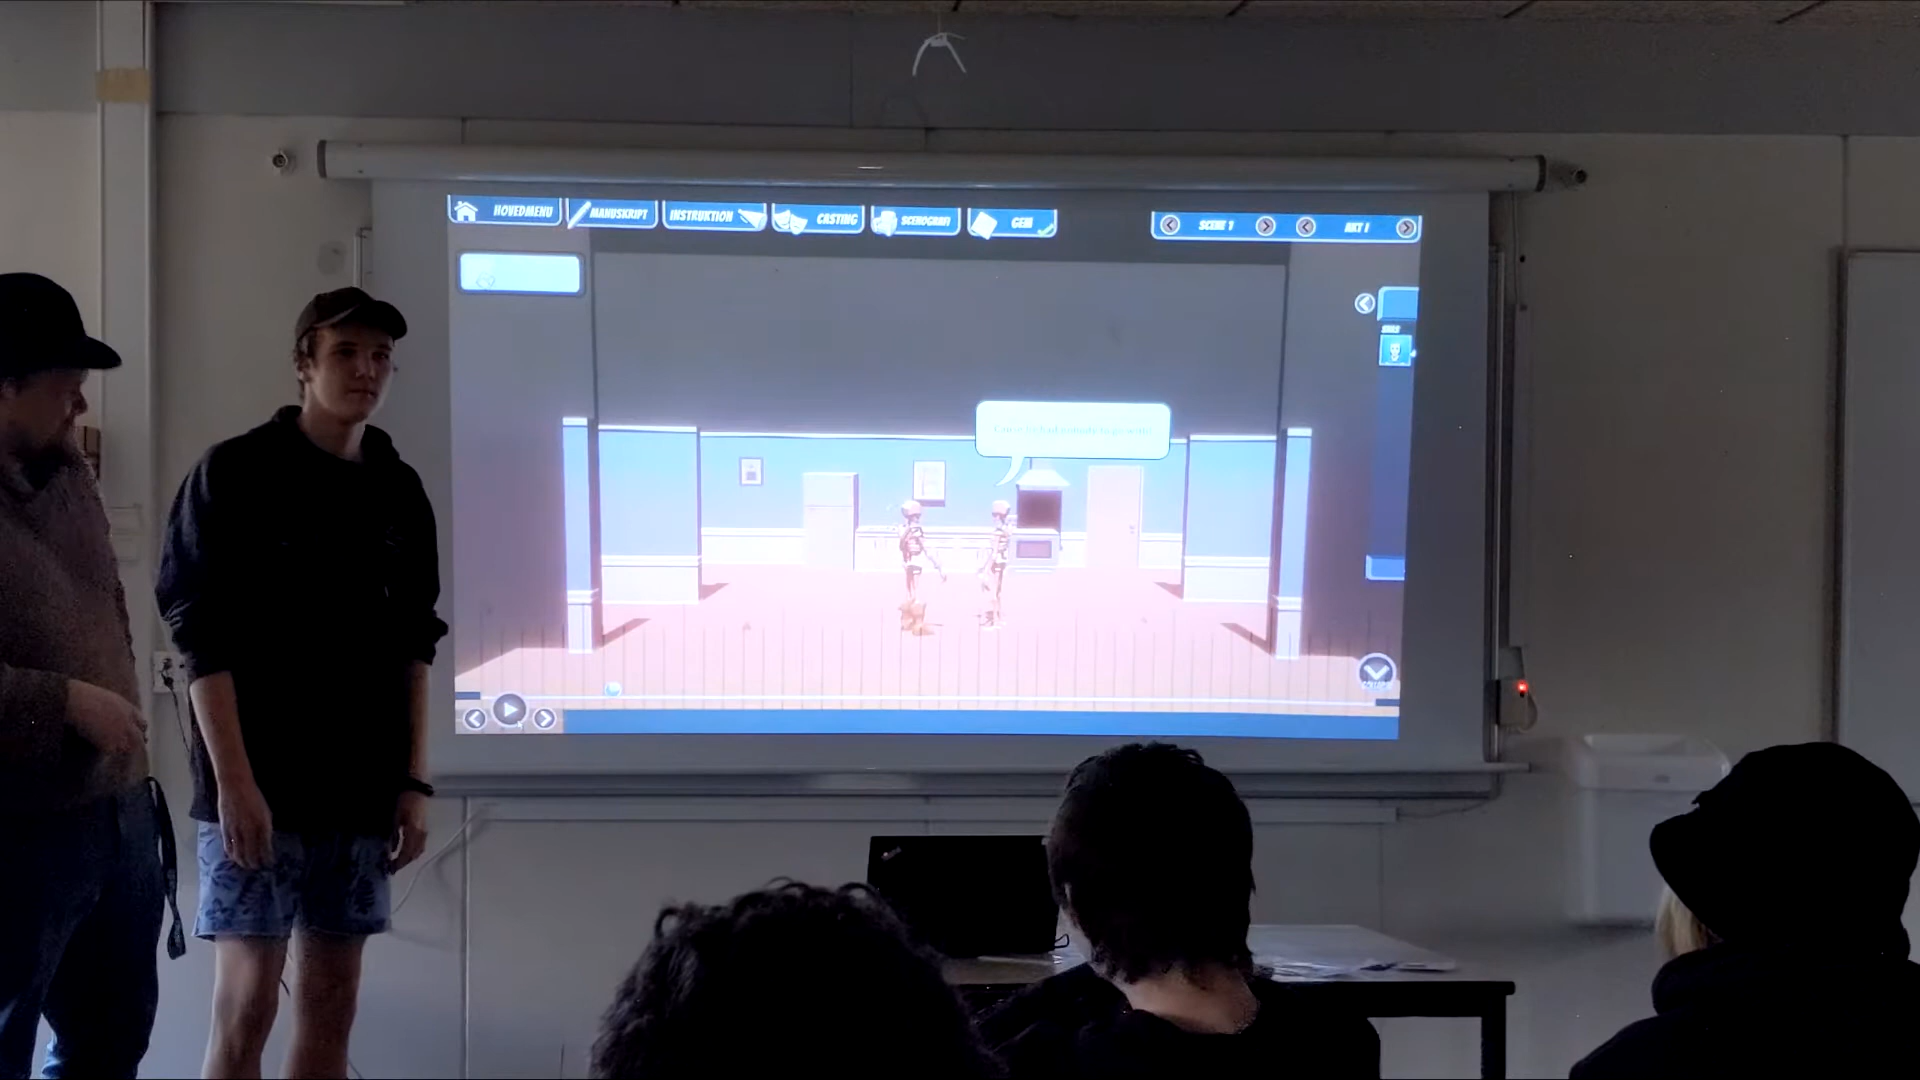 HOVEDMENU
MANUSKRIPT
INSTRUKTION
CASTING
SCENOGRAFI
GEM
SCENE 1
AKT 1